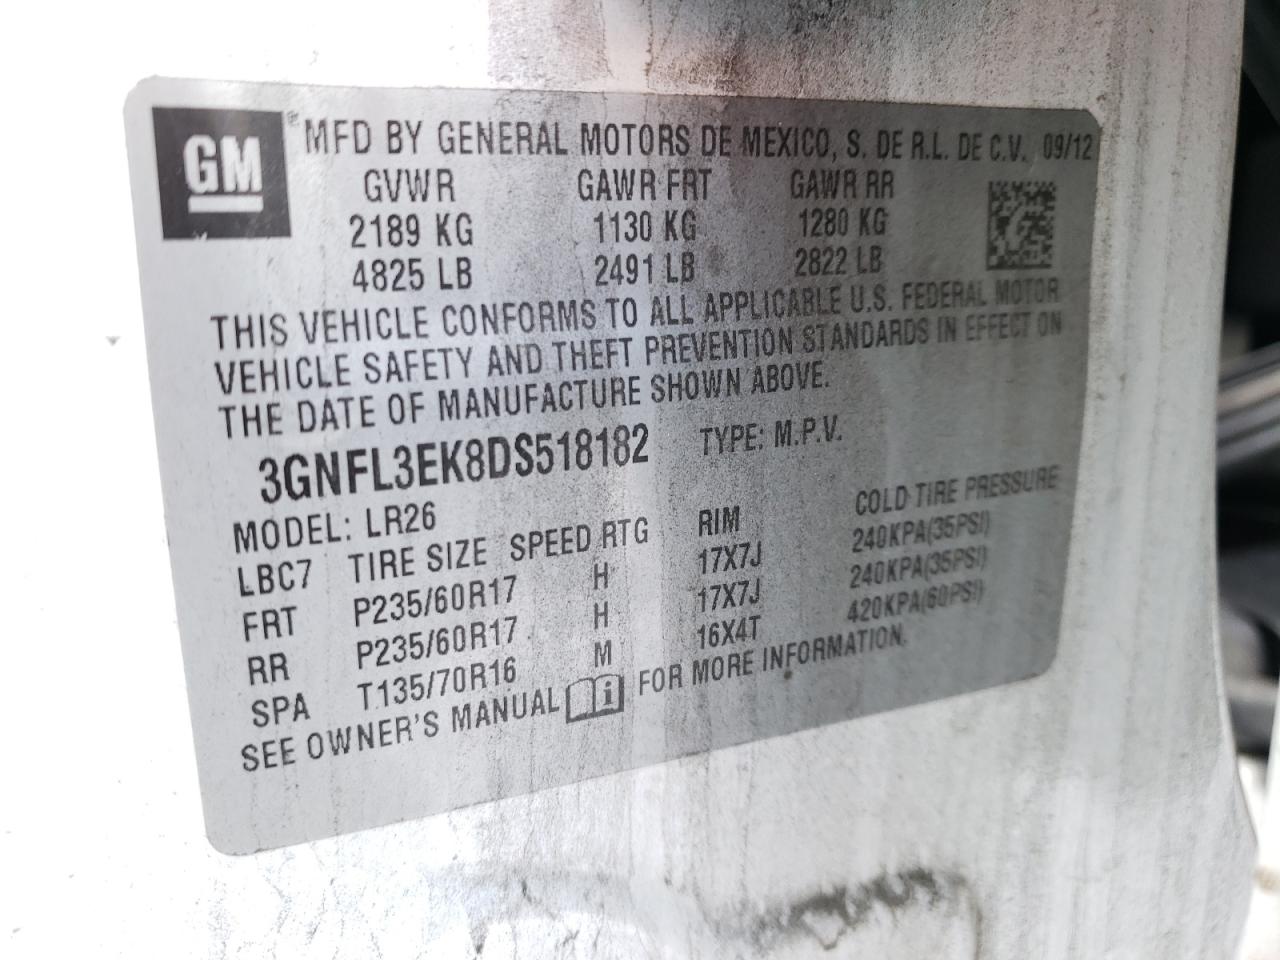 GM ® MFD BY GENERAL MOTORS DE MEXICO, S. DE R.L. DE C.V. 09/12
GVWR GAWR FRT GAWR RR
2189 KG 1130 KG 1280 KG
4825 LB 2491 LB 2822 LB
THIS VEHICLE CONFORMS TO ALL APPLICABLE U.S. FEDERAL MOTOR
VEHICLE SAFETY AND THEFT PREVENTION STANDARDS IN EFFECT ON
THE DATE OF MANUFACTURE SHOWN ABOVE.
3GNFL3EK8DS518182 TYPE: M.P.V.
MODEL: LR26
LBC7 TIRE SIZE SPEED RTG RIM COLD TIRE PRESSURE
FRT P235/60R17 H 17X7J 240KPA(35PSI)
RR P235/60R17 H 17X7J 240KPA(35PSI)
SPA T135/70R16 M 16X4T 420KPA(60PSI)
SEE OWNER'S MANUAL i FOR MORE INFORMATION.